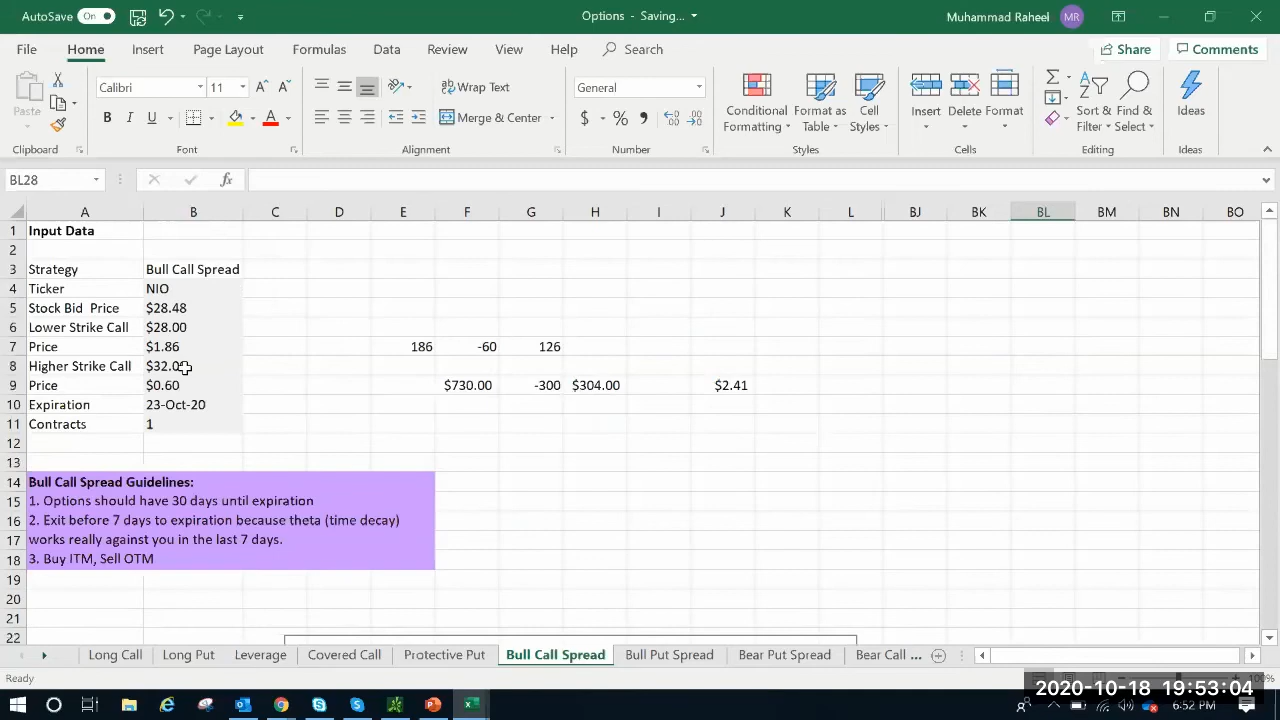 AutoSave On Options - Saving... Muhammad Raheel MR
File Home Insert Page Layout Formulas Data Review View Help Search Share Comments
Paste Calibri 11 Wrap Text General Conditional Format as Cell Insert Delete Format Sort & Find & Ideas
B I U A Merge & Center $ % Formatting Table Styles Filter Select
Clipboard Font Alignment Number Styles Cells Editing Ideas
BL28 fx
A B C D E F G H I J K L BJ BK BL BM BN BO
1 Input Data
2
3 Strategy Bull Call Spread
4 Ticker NIO
5 Stock Bid Price $28.48
6 Lower Strike Call $28.00
7 Price $1.86 186 -60 126
8 Higher Strike Call
9 Price $0.60 $730.00 -300 $304.00 $2.41
10 Expiration 23-Oct-20
11 Contracts 1
12
13
14 Bull Call Spread Guidelines:
15 1. Options should have 30 days until expiration
16 2. Exit before 7 days to expiration because theta (time decay)
17 works really against you in the last 7 days.
18 3. Buy ITM, Sell OTM
19
20
21
22
Long Call Long Put Leverage Covered Call Protective Put Bull Call Spread Bull Put Spread Bear Put Spread Bear Call ...
Ready 100%
2020-10-18 19:53:04
6:52 PM